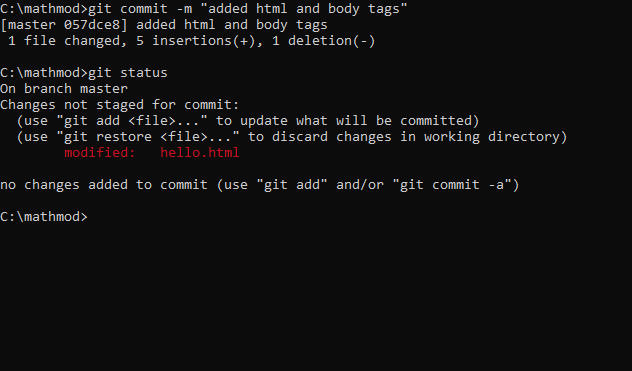 C:\mathmod>git commit -m "added html and body tags"
[master 057dce8] added html and body tags
 1 file changed, 5 insertions(+), 1 deletion(-)

C:\mathmod>git status
On branch master
Changes not staged for commit:
  (use "git add <file>..." to update what will be committed)
  (use "git restore <file>..." to discard changes in working directory)
        modified:   hello.html

no changes added to commit (use "git add" and/or "git commit -a")

C:\mathmod>